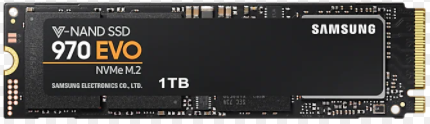 V-NAND SSD
SAMSUNG
970 EVO
NVMe M.2
SAMSUNG ELECTRONICS CO., LTD.
1TB